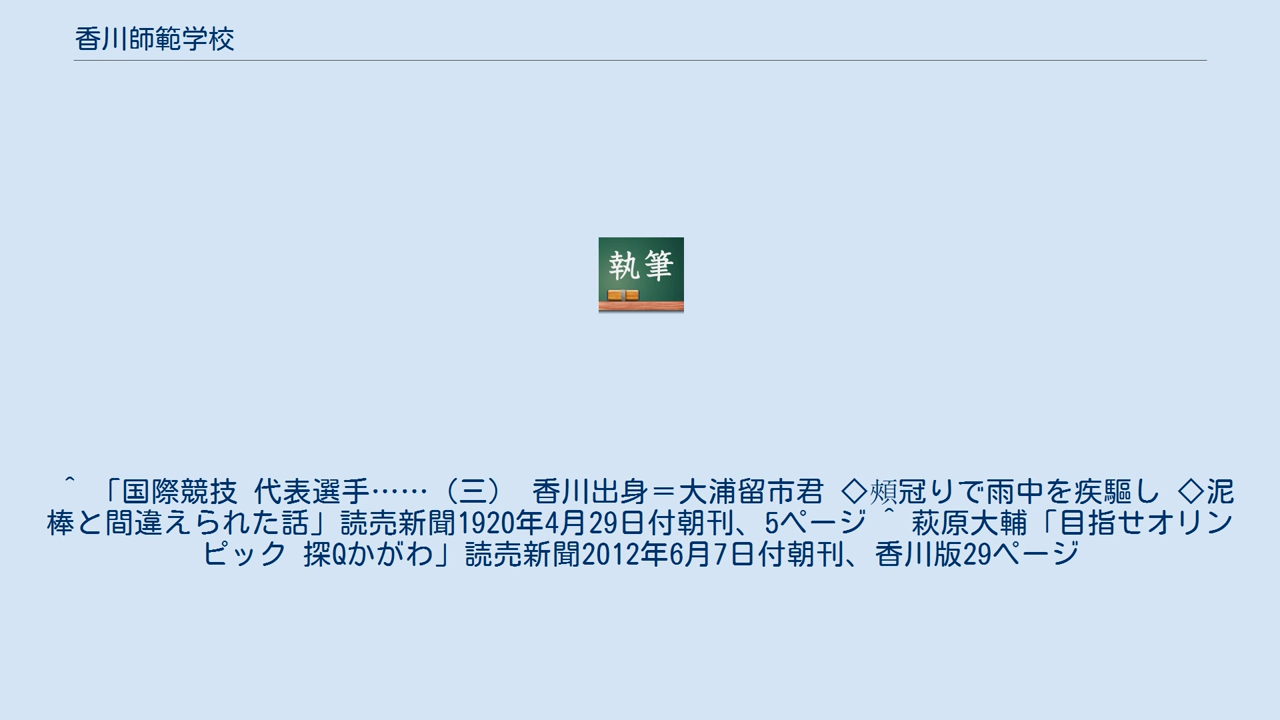 香川師範学校
執筆
^ 「国際競技 代表選手……（三） 香川出身＝大浦留市君 ◇頰冠りで雨中を疾驅し ◇泥
棒と間違えられた話」読売新聞1920年4月29日付朝刊、5ページ ^ 萩原大輔「目指せオリン
ピック 探Qかがわ」読売新聞2012年6月7日付朝刊、香川版29ページ